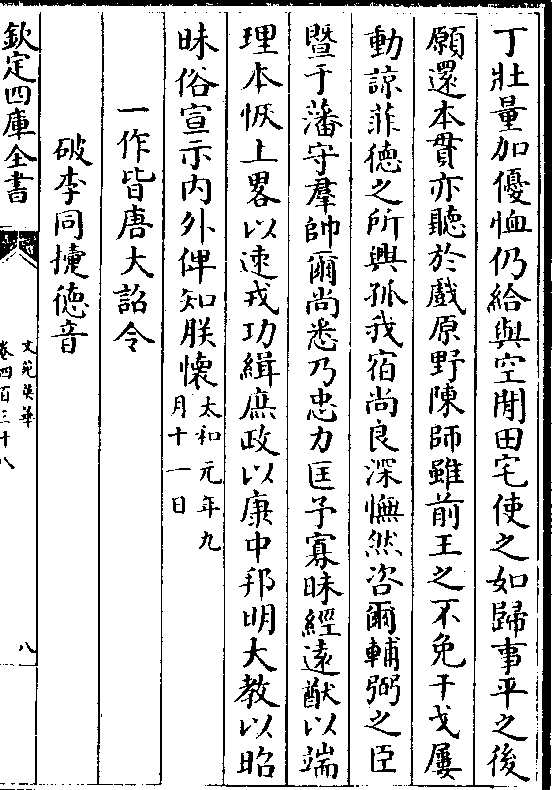 丁壯量加優恤仍給與空閒田宅使之如歸事平之後
願還本貫亦聽於戲原野陳師雖前王之不免干戈屢
動諒菲德之所興孤我宿尚良深憮然咨爾輔弼之臣
暨于藩守羣帥爾尚悉乃忠力匡予寡昧經遠猷以端
理本恢上畧以速戎功緝庶政以康中邦明大教以昭
昧俗宣示内外俾知朕懷太和元年九
月十一日
一作皆唐大詔令
破李同㨗德音
欽定四庫全書
文苑英華
卷四百三十八
八